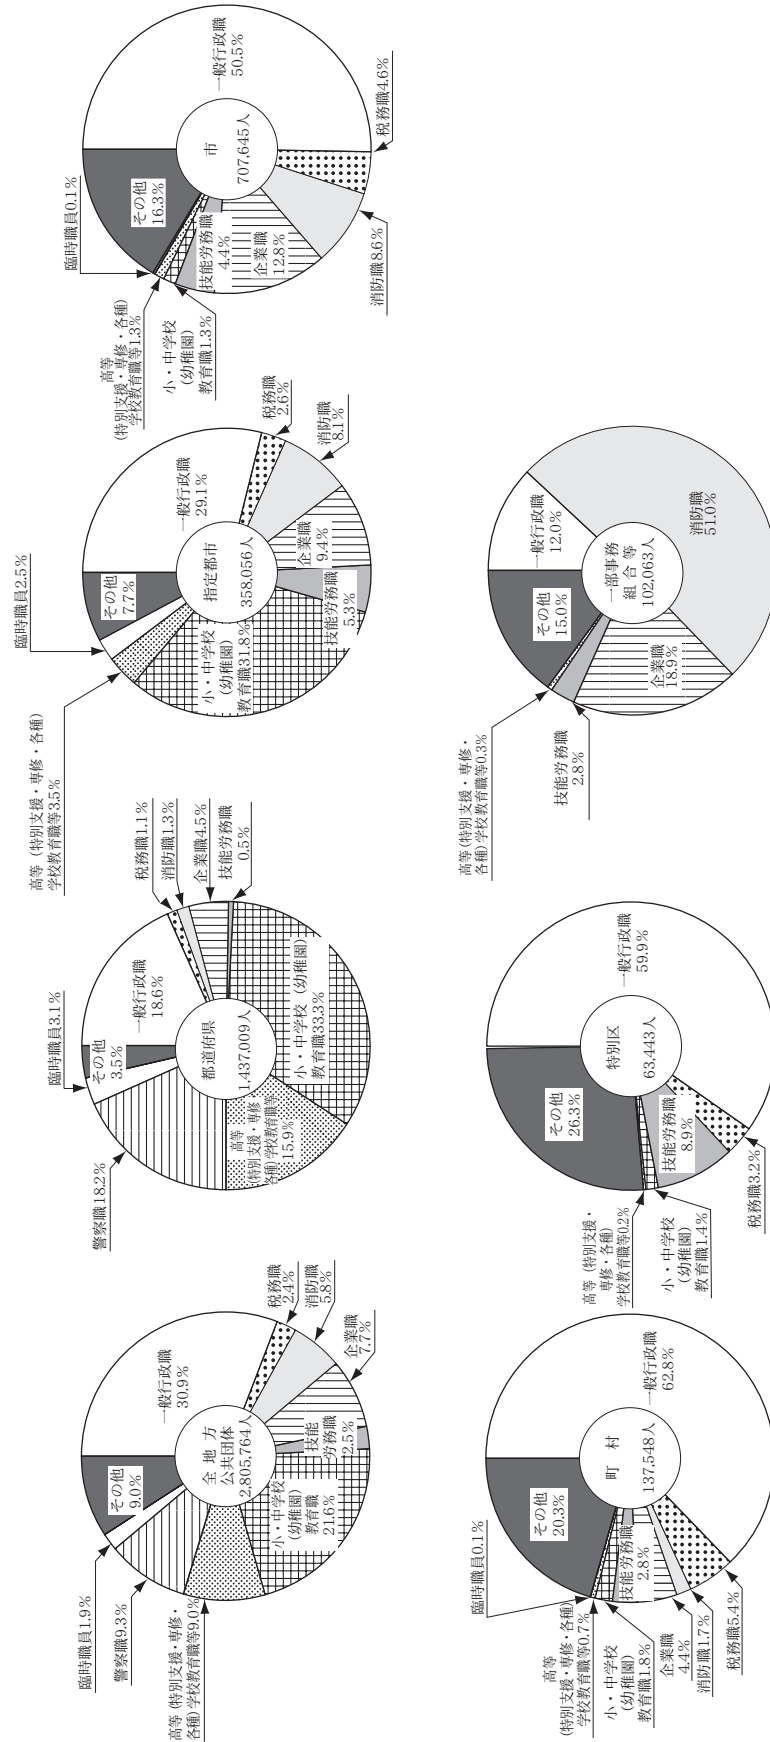 全地方
公共団体
2,805,764人
一般行政職
30.9%
税務職
2.4%
消防職
5.8%
企業職
7.7%
技能
労務職
2.5%
小・中学校
(幼稚園)
教育職
21.6%
高等 (特別支援・専修・
各種) 学校教育職等9.0%
警察職9.3%
臨時職員1.9%
その他
9.0%
都道府県
1,437,009人
一般行政職
18.6%
税務職1.1%
消防職1.3%
企業職4.5%
技能労務職
0.5%
小・中学校 (幼稚園)
教育職33.3%
高等
(特別支援・専修・
各種) 学校教育職等
15.9%
警察職18.2%
臨時職員3.1%
その他
3.5%
指定都市
358,056人
一般行政職
29.1%
税務職
2.6%
消防職
8.1%
企業職
9.4%
技能労務職
5.3%
小・中学校
(幼稚園)
教育職31.8%
高等 (特別支援・専修・各種)
学校教育職等3.5%
臨時職員2.5%
その他
7.7%
市
707,645人
一般行政職
50.5%
税務職4.6%
消防職8.6%
企業職
12.8%
技能労務職
4.4%
小・中学校
(幼稚園)
教育職1.3%
高等
(特別支援・専修・各種)
学校教育職等1.3%
臨時職員0.1%
その他
16.3%
町村
137,548人
一般行政職
62.8%
税務職5.4%
消防職1.7%
企業職
4.4%
技能労務職
2.8%
小・中学校
(幼稚園)
教育職1.8%
高等
(特別支援・専修・各種)
学校教育職等0.7%
臨時職員0.1%
その他
20.3%
特別区
63,443人
一般行政職
59.9%
税務職3.2%
技能労務職
8.9%
小・中学校
(幼稚園)
教育職1.4%
高等 (特別支援・
専修・各種)
学校教育職等0.2%
その他
26.3%
一部事務
組合等
102,063人
一般行政職
12.0%
消防職
51.0%
企業職
18.9%
技能労務職
2.8%
高等 (特別支援・専修・
各種) 学校教育職等0.3%
その他
15.0%